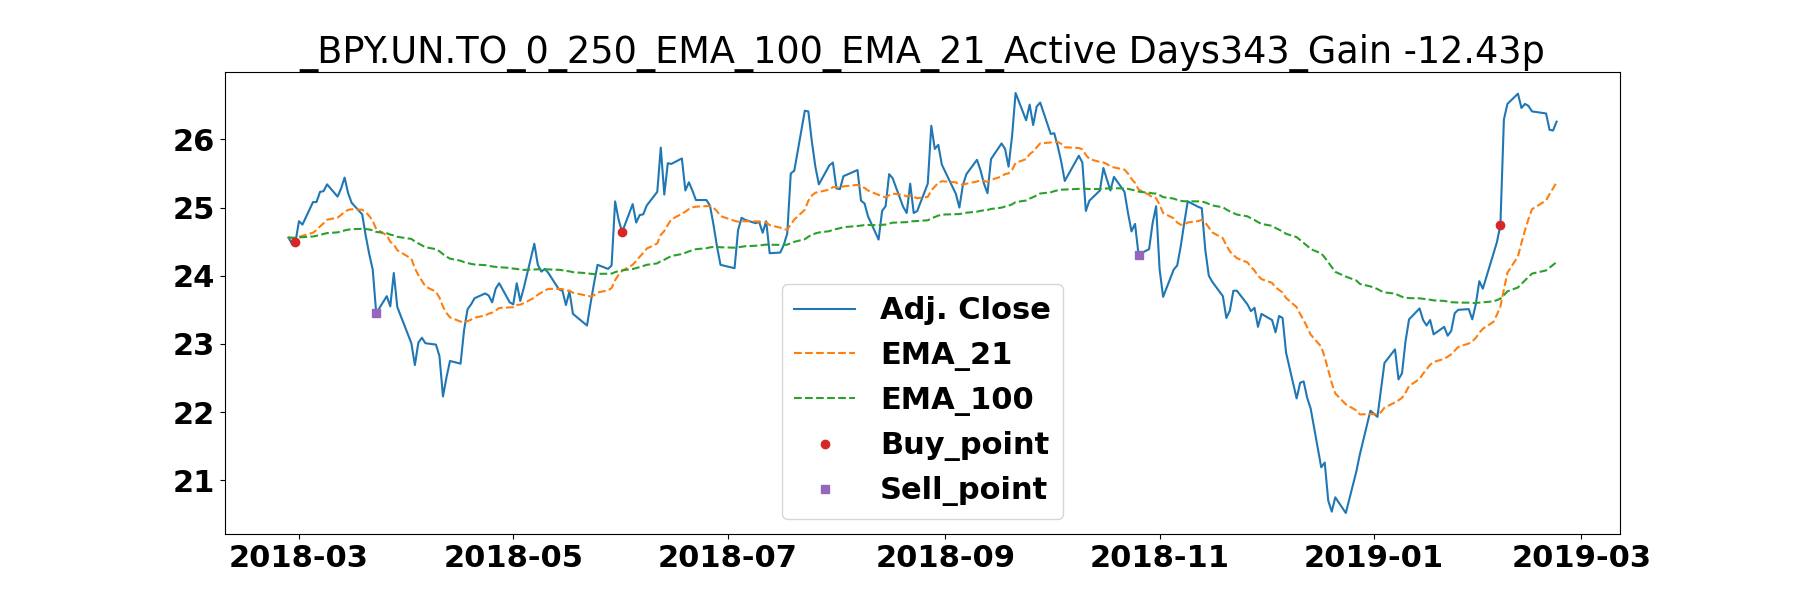 _BPY.UN.TO_0_250_EMA_100_EMA_21_Active Days343_Gain -12.43p
26
25
24
23
22
21
Adj. Close
EMA_21
EMA_100
Buy_point
Sell_point
2018-03 2018-05 2018-07 2018-09 2018-11 2019-01 2019-03